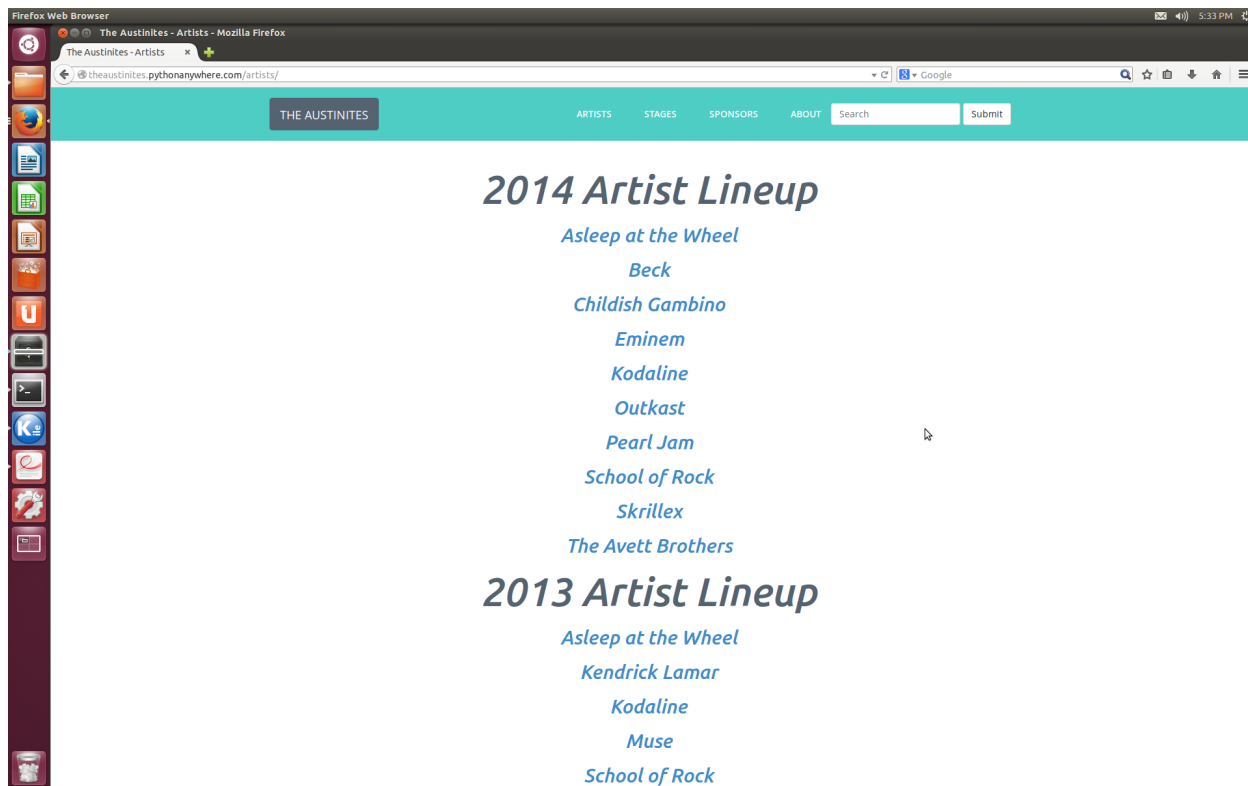 Firefox Web Browser
5:33 PM
The Austinites - Artists - Mozilla Firefox
The Austinites - Artists
theaustinites.pythonanywhere.com/artists/
Google
THE AUSTINITES
ARTISTS STAGES SPONSORS ABOUT Search Submit
2014 Artist Lineup
Asleep at the Wheel
Beck
Childish Gambino
Eminem
Kodaline
Outkast
Pearl Jam
School of Rock
Skrillex
The Avett Brothers
2013 Artist Lineup
Asleep at the Wheel
Kendrick Lamar
Kodaline
Muse
School of Rock